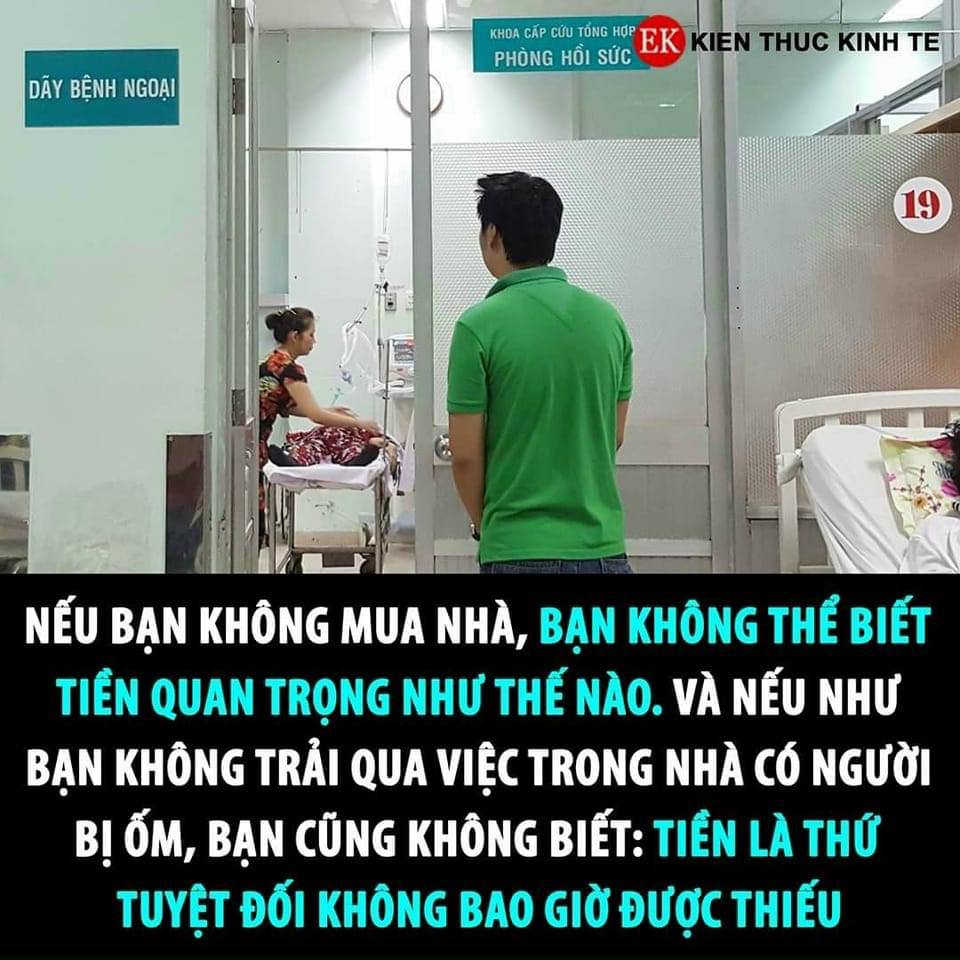 DÃY BỆNH NGOẠI
KHOA CẤP CỨU TỔNG HỢP
PHÒNG HỒI SỨC
EK KIEN THUC KINH TE
19
NẾU BẠN KHÔNG MUA NHÀ, BẠN KHÔNG THỂ BIẾT
TIỀN QUAN TRỌNG NHƯ THẾ NÀO. VÀ NẾU NHƯ
BẠN KHÔNG TRẢI QUA VIỆC TRONG NHÀ CÓ NGƯỜI
BỊ ỐM, BẠN CŨNG KHÔNG BIẾT: TIỀN LÀ THỨ
TUYỆT ĐỐI KHÔNG BAO GIỜ ĐƯỢC THIẾU